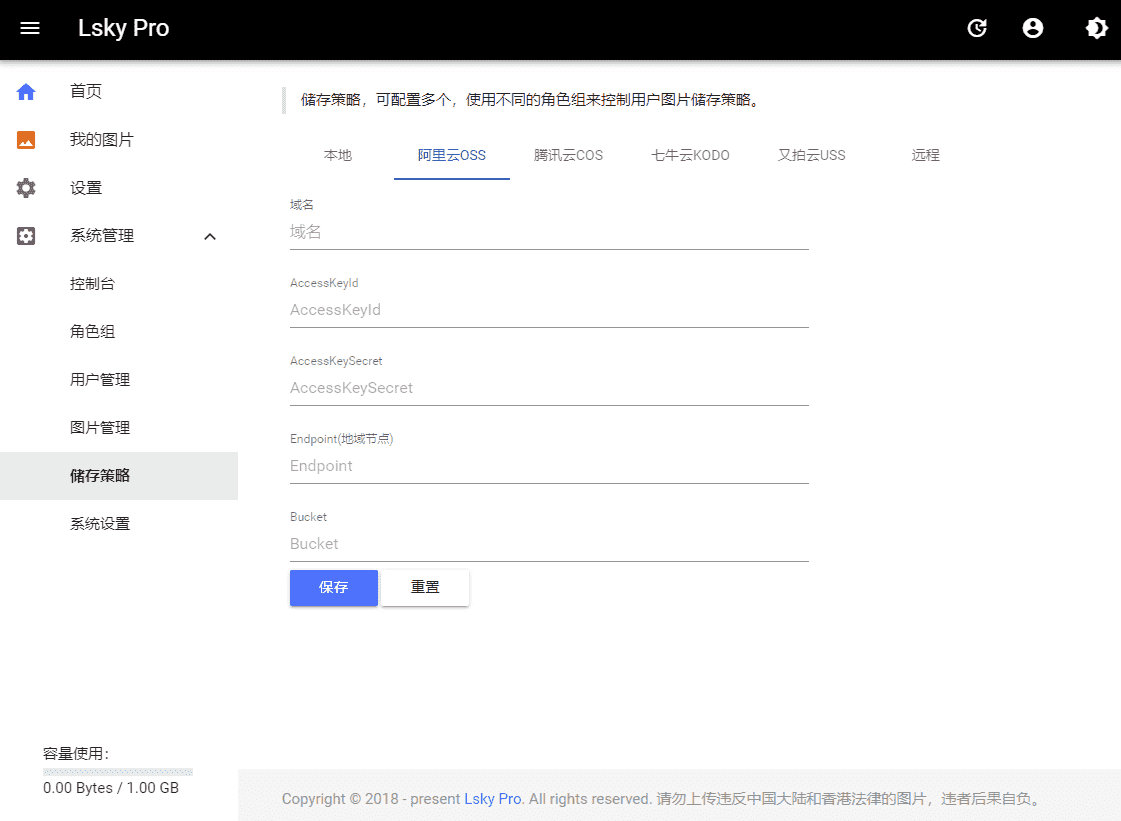 Lsky Pro
首页
我的图片
设置
系统管理
控制台
角色组
用户管理
图片管理
储存策略
系统设置
容量使用：
0.00 Bytes / 1.00 GB
储存策略，可配置多个，使用不同的角色组来控制用户图片储存策略。
本地 阿里云OSS 腾讯云COS 七牛云KODO 又拍云USS 远程
域名
域名
AccessKeyId
AccessKeyId
AccessKeySecret
AccessKeySecret
Endpoint(地域节点)
Endpoint
Bucket
Bucket
保存 重置
Copyright © 2018 - present Lsky Pro. All rights reserved. 请勿上传违反中国大陆和香港法律的图片，违者后果自负。